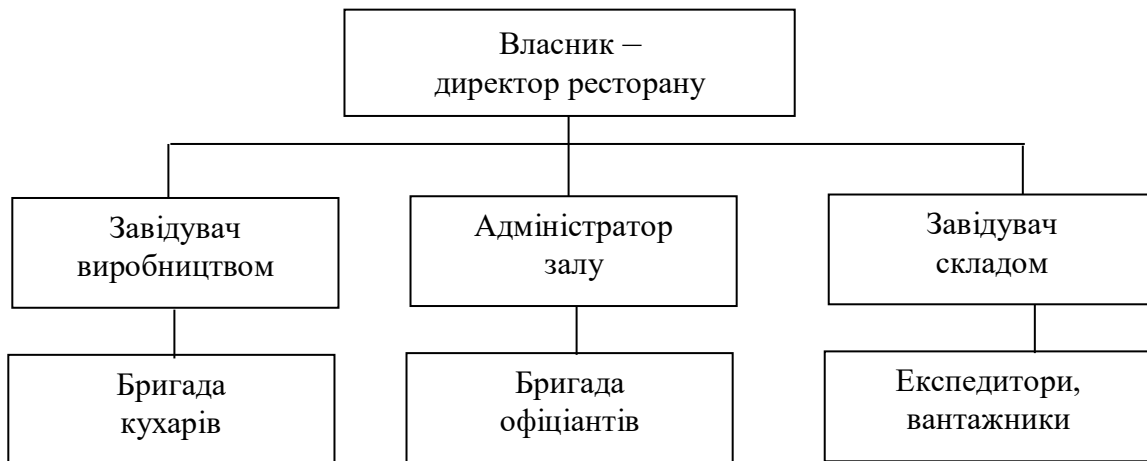 Власник –
директор ресторану
Завідувач
виробництвом
Адміністратор
залу
Завідувач
складом
Бригада
кухарів
Бригада
офіціантів
Експедитори,
вантажники